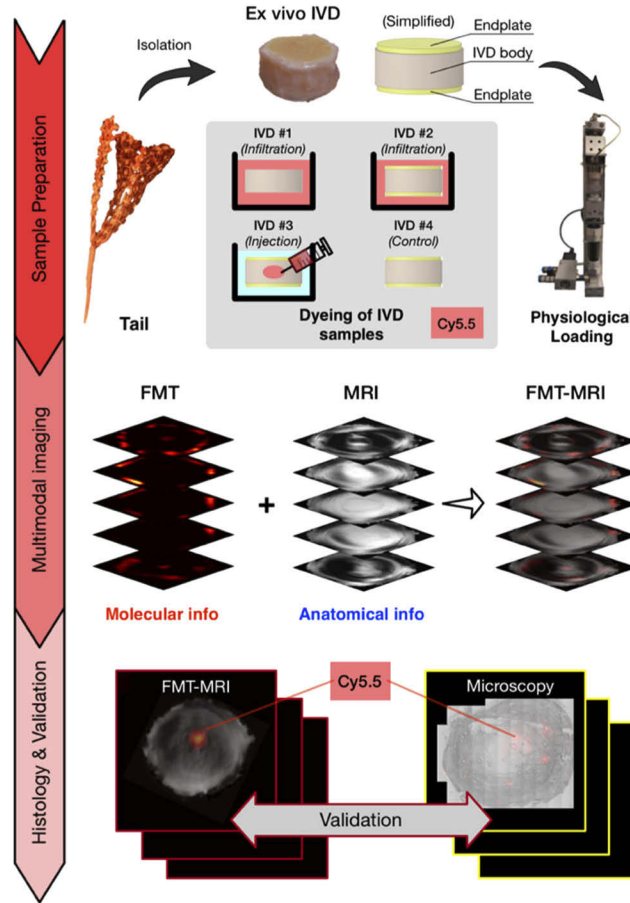 Sample Preparation
Multimodal imaging
Histology & Validation
Isolation
Ex vivo IVD
(Simplified)
Endplate
IVD body
Endplate
Tail
IVD #1
(Infiltration)
IVD #2
(Infiltration)
IVD #3
(Injection)
IVD #4
(Control)
Dyeing of IVD
samples
Cy5.5
Physiological
Loading
FMT
MRI
FMT-MRI
+
Molecular info
Anatomical info
FMT-MRI
Cy5.5
Microscopy
Validation